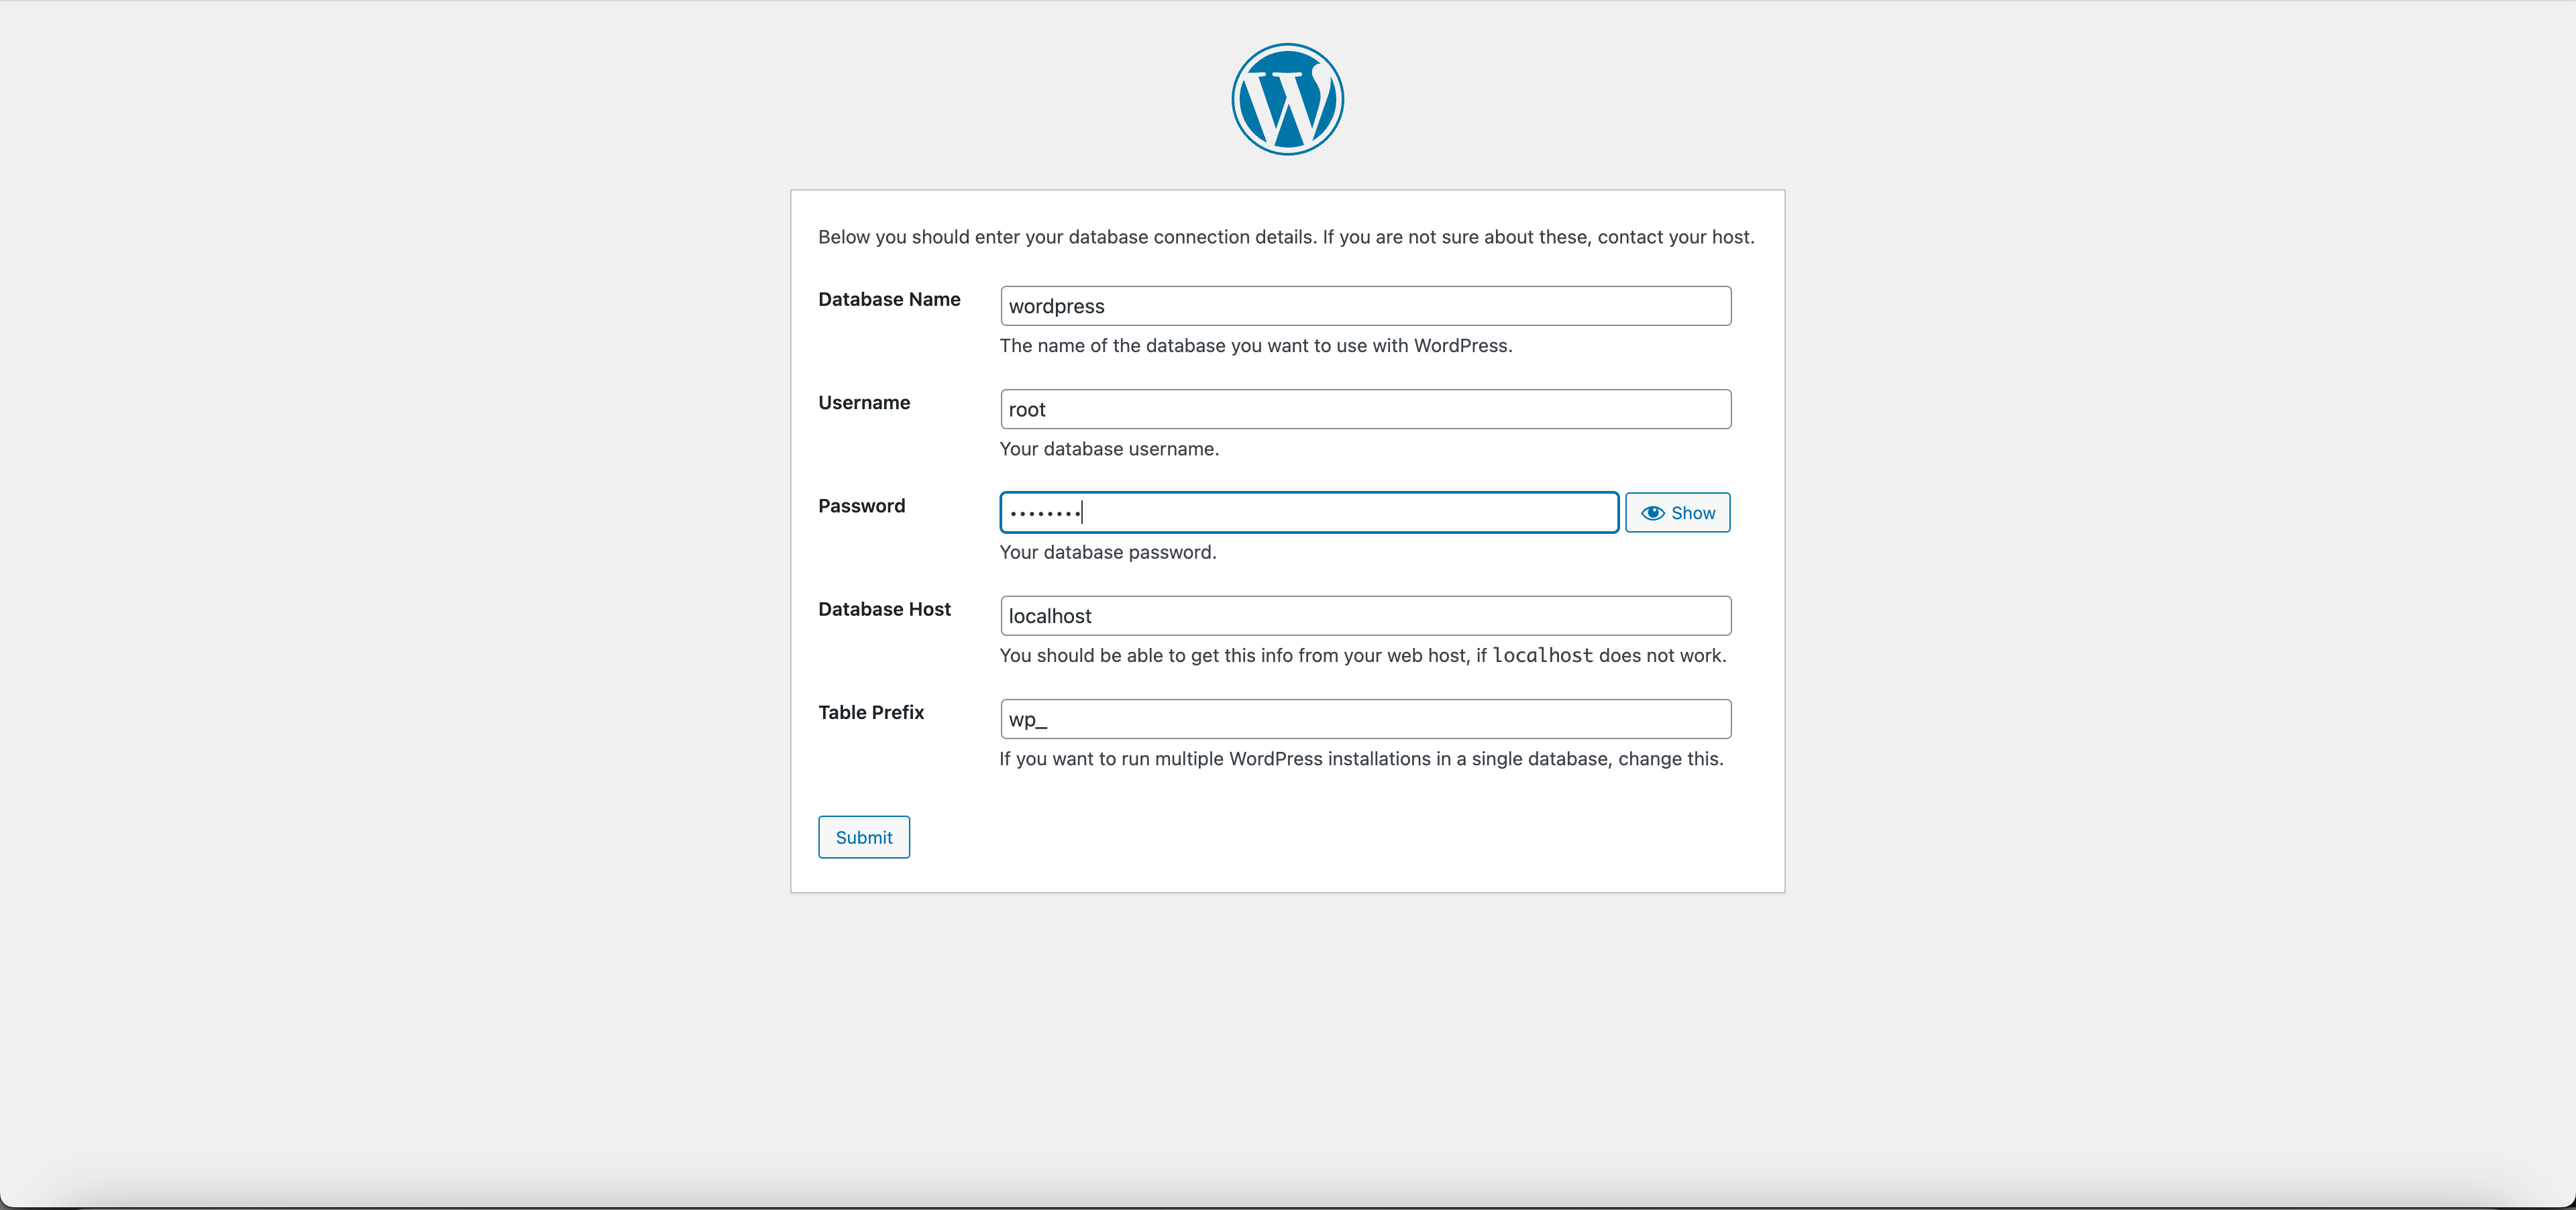 Below you should enter your database connection details. If you are not sure about these, contact your host.
Database Name
wordpress
The name of the database you want to use with WordPress.
Username
root
Your database username.
Password
••••••••
Show
Your database password.
Database Host
localhost
You should be able to get this info from your web host, if localhost does not work.
Table Prefix
wp_
If you want to run multiple WordPress installations in a single database, change this.
Submit